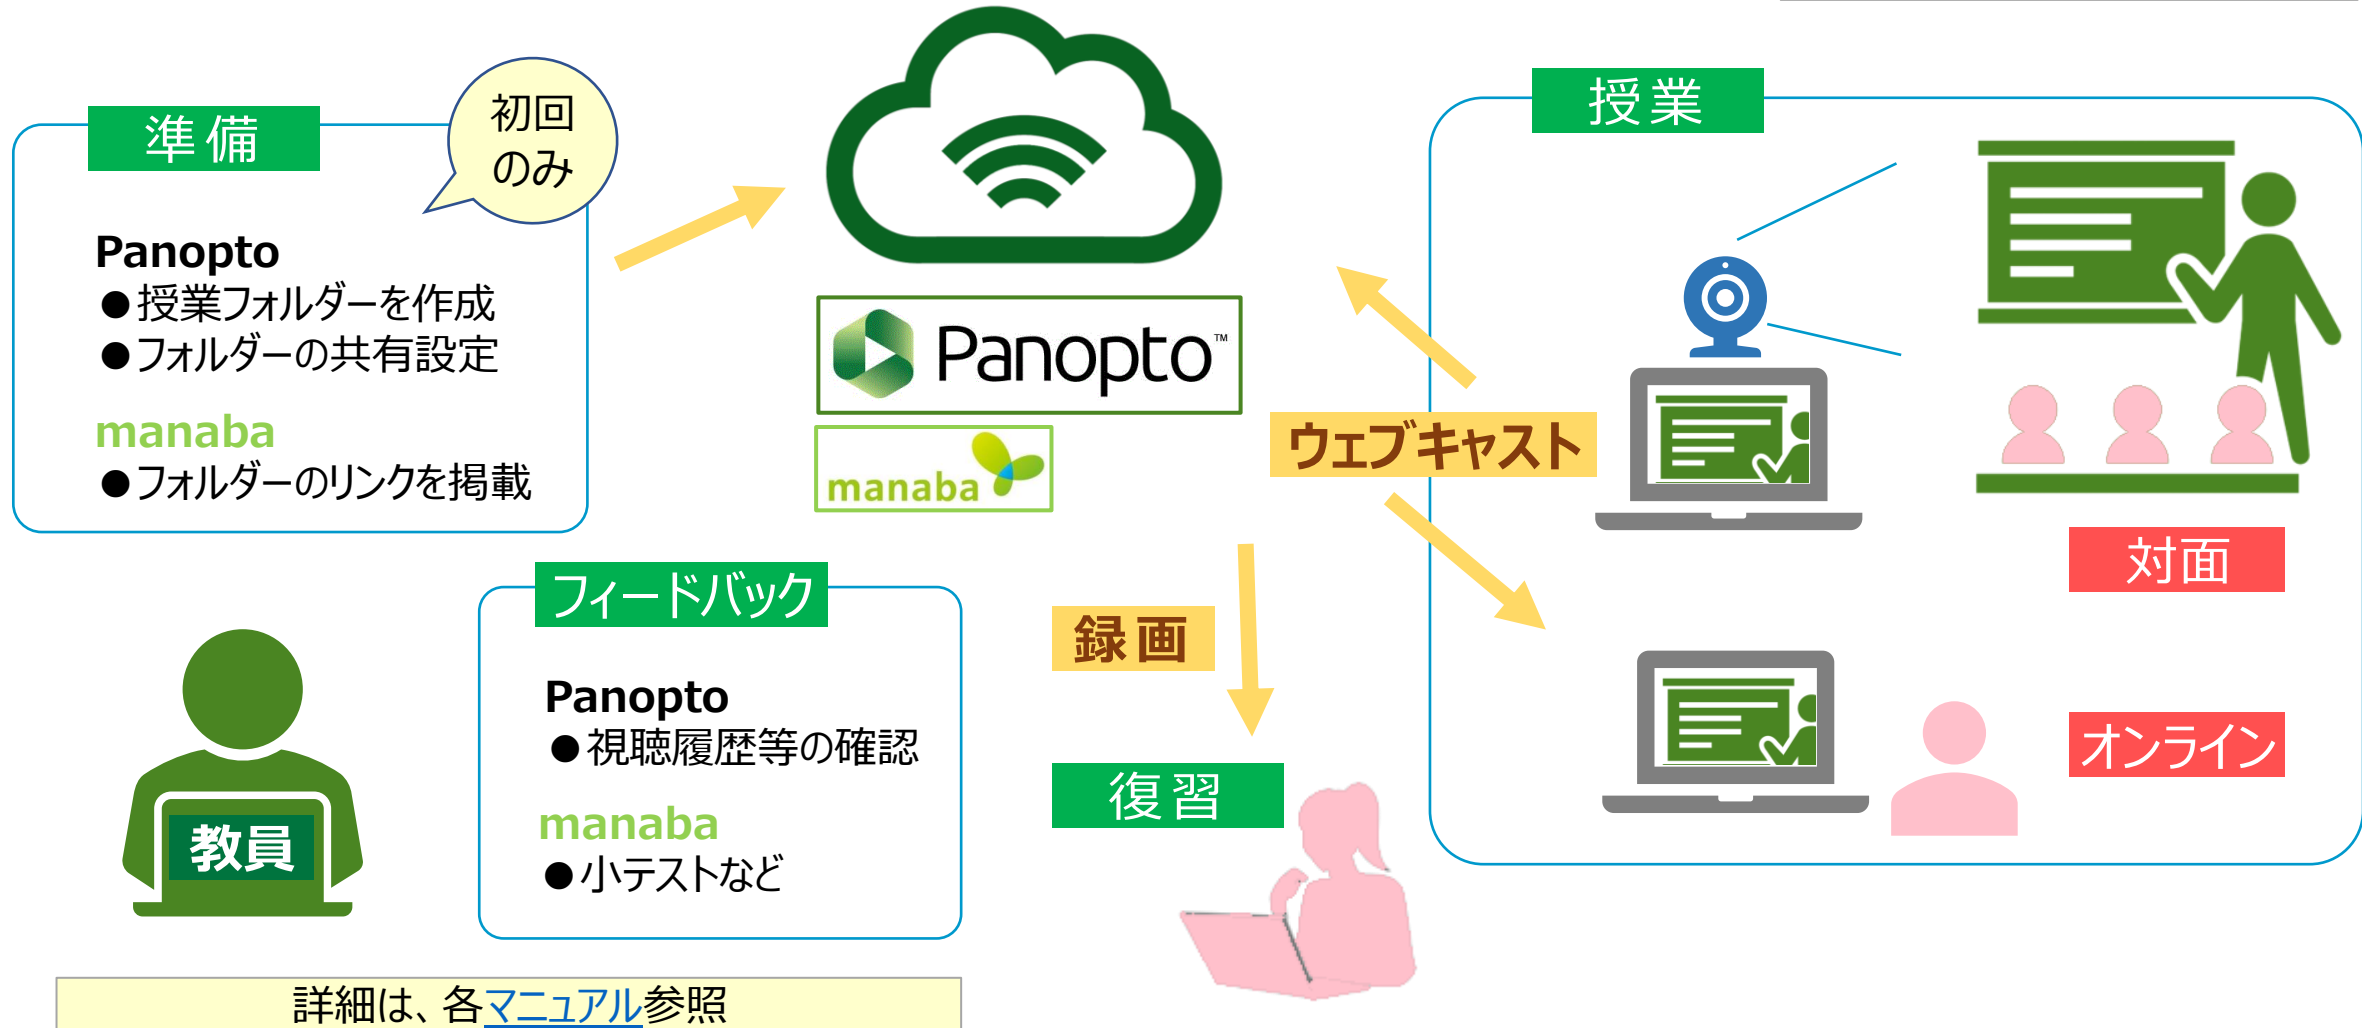 準備
初回
のみ
Panopto
●授業フォルダーを作成
●フォルダーの共有設定
manaba
●フォルダーのリンクを掲載
Panopto™
manaba
授業
ウェブキャスト
対面
オンライン
録画
復習
フィードバック
Panopto
●視聴履歴等の確認
manaba
●小テストなど
教員
詳細は、各マニュアル参照